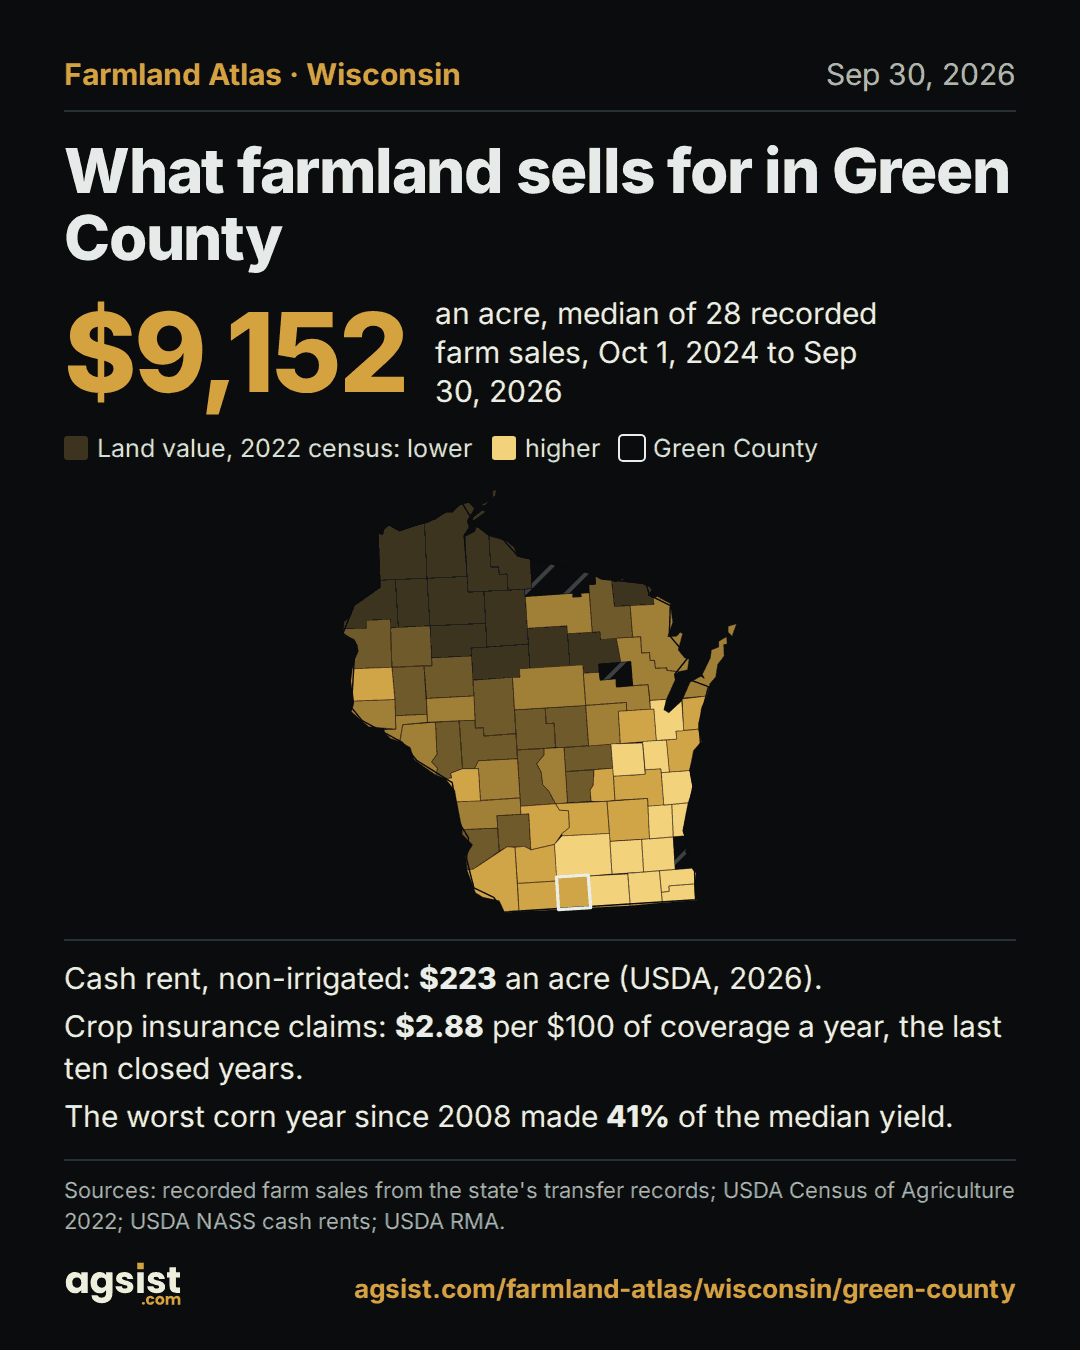 Farmland Atlas · Wisconsin
Sep 30, 2026
What farmland sells for in Green
County
$9,152
an acre, median of 28 recorded
farm sales, Oct 1, 2024 to Sep
30, 2026
Land value, 2022 census: lower
higher
Green County
Cash rent, non-irrigated: $223 an acre (USDA, 2026).
Crop insurance claims: $2.88 per $100 of coverage a year, the last
ten closed years.
The worst corn year since 2008 made 41% of the median yield.
Sources: recorded farm sales from the state's transfer records; USDA Census of Agriculture
2022; USDA NASS cash rents; USDA RMA.
agsist
.com
agsist.com/farmland-atlas/wisconsin/green-county